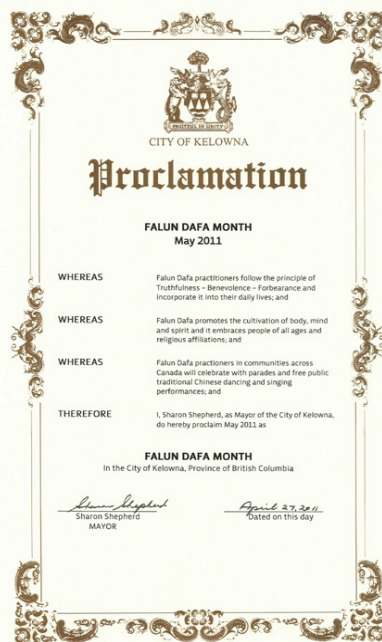 FRUITFUL IN UNITY
CITY OF KELOWNA
Proclamation
FALUN DAFA MONTH
May 2011
WHEREAS
Falun Dafa practitioners follow the principle of
Truthfulness – Benevolence – Forbearance and
incorporate it into their daily lives; and
WHEREAS
Falun Dafa promotes the cultivation of body, mind
and spirit and it embraces people of all ages and
religious affiliations; and
WHEREAS
Falun Dafa practioners in communities across
Canada will celebrate with parades and free public
traditional Chinese dancing and singing
performances; and
THEREFORE
I, Sharon Shepherd, as Mayor of the City of Kelowna,
do hereby proclaim May 2011 as
FALUN DAFA MONTH
In the City of Kelowna, Province of British Columbia
Sharon Shepherd
April 27, 2011
Sharon Shepherd
Dated on this day
MAYOR